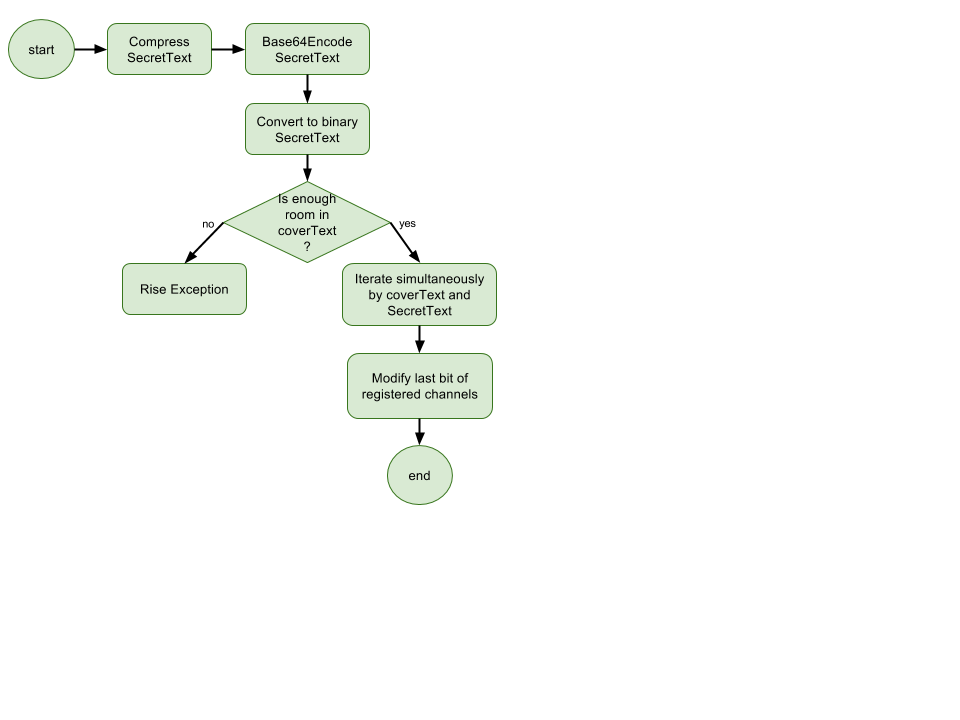 start
Compress
SecretText
Base64Encode
SecretText
Convert to binary
SecretText
Is enough
room in
coverText
?
no
yes
Rise Exception
Iterate simultaneously
by coverText and
SecretText
Modify last bit of
registered channels
end